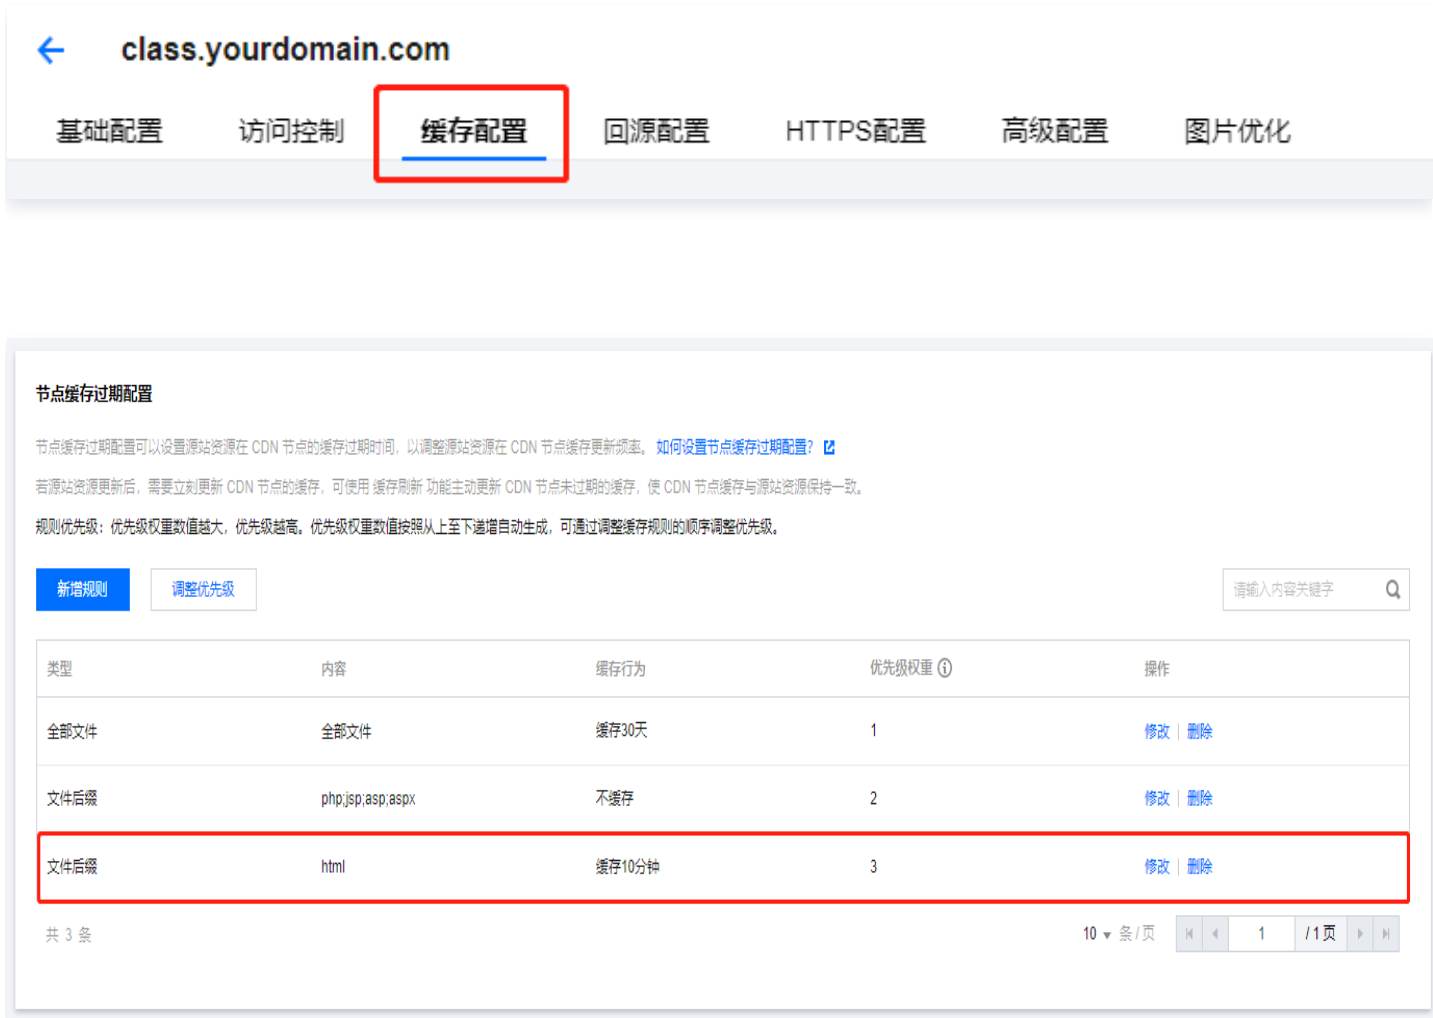 class.yourdomain.com
基础配置 访问控制 缓存配置 回源配置 HTTPS配置 高级配置 图片优化
节点缓存过期配置
节点缓存过期配置可以设置源站资源在 CDN 节点的缓存过期时间，以调整源站资源在 CDN 节点缓存更新频率。 如何设置节点缓存过期配置?
若源站资源更新后，需要立刻更新 CDN 节点的缓存，可使用 缓存刷新 功能主动更新 CDN 节点未过期的缓存，使 CDN 节点缓存与源站资源保持一致。
规则优先级：优先级权重数值越大，优先级越高。优先级权重数值按照从上至下递增自动生成，可通过调整缓存规则的顺序调整优先级。
新增规则 调整优先级 请输入内容关键字
类型 内容 缓存行为 优先级权重 操作
全部文件 全部文件 缓存30天 1 修改 | 删除
文件后缀 php;jsp;asp;aspx 不缓存 2 修改 | 删除
文件后缀 html 缓存10分钟 3 修改 | 删除
共 3 条 10 条/页 1 /1页